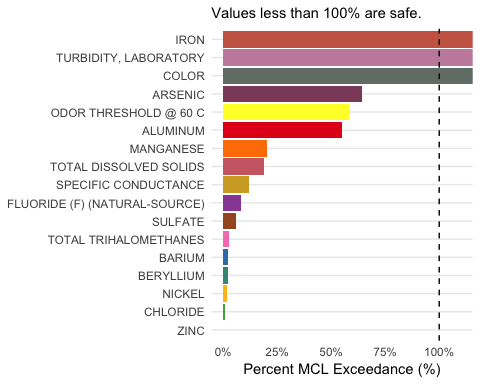 Values less than 100% are safe.
IRON
TURBIDITY, LABORATORY
COLOR
ARSENIC
ODOR THRESHOLD @ 60 C
ALUMINUM
MANGANESE
TOTAL DISSOLVED SOLIDS
SPECIFIC CONDUCTANCE
FLUORIDE (F) (NATURAL-SOURCE)
SULFATE
TOTAL TRIHALOMETHANES
BARIUM
BERYLLIUM
NICKEL
CHLORIDE
ZINC
0% 25% 50% 75% 100%
Percent MCL Exceedance (%)